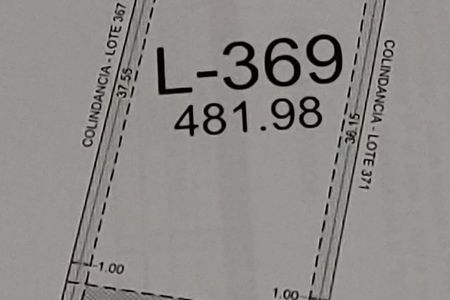 COLINDANCIA - LOTE 367
37.55
L-369
481.98
36.15
COLINDANCIA - LOTE 371
1.00
1.00